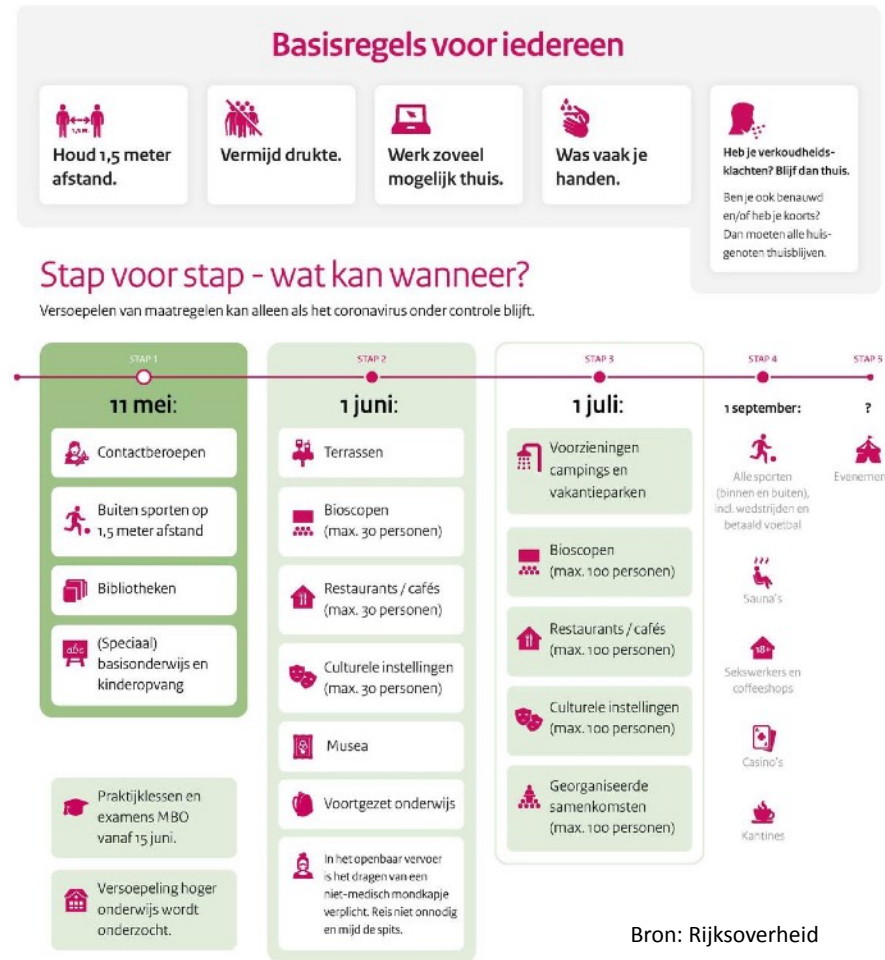 Basisregels voor iedereen
1,5 M.
Houd 1,5 meter
afstand.
Vermijd drukte.
Werk zoveel
mogelijk thuis.
Was vaak je
handen.
Heb je verkoudheids-
klachten? Blijf dan thuis.
Ben je ook benauwd
en/of heb je koorts?
Dan moeten alle huis-
genoten thuisblijven.
Stap voor stap - wat kan wanneer?
Versoepelen van maatregelen kan alleen als het coronavirus onder controle blijft.
STAP 1
11 mei:
Contactberoepen
Buiten sporten op
1,5 meter afstand
Bibliotheken
abc
(Speciaal)
basisonderwijs en
kinderopvang
Praktijklessen en
examens MBO
vanaf 15 juni.
Versoepeling hoger
onderwijs wordt
onderzocht.
STAP 2
1 juni:
Terrassen
Bioscopen
(max. 30 personen)
Restaurants / cafés
(max. 30 personen)
Culturele instellingen
(max. 30 personen)
Musea
Voortgezet onderwijs
In het openbaar vervoer
is het dragen van een
niet-medisch mondkapje
verplicht. Reis niet onnodig
en mijd de spits.
STAP 3
1 juli:
Voorzieningen
campings en
vakantieparken
Bioscopen
(max. 100 personen)
Restaurants / cafés
(max. 100 personen)
Culturele instellingen
(max. 100 personen)
Georganiseerde
samenkomsten
(max. 100 personen)
STAP 4
1 september:
Alle sporten
(binnen en buiten),
incl. wedstrijden en
betaald voetbal
Sauna's
18+
Sekswerkers en
coffeeshops
Casino's
Kantines
STAP 5
?
Evenemen
Bron: Rijksoverheid